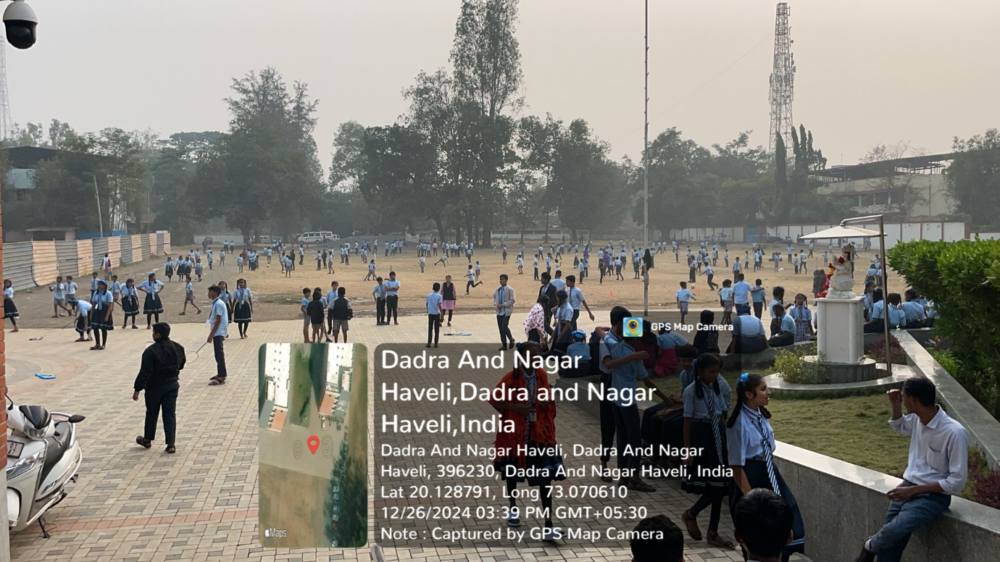 GPS Map Camera
Dadra And Nagar
Haveli,Dadra and Nagar
Haveli,India
Dadra And Nagar Haveli, Dadra And Nagar
Haveli, 396230, Dadra And Nagar Haveli, India
Lat 20.128791, Long 73.070610
12/26/2024 03:39 PM GMT+05:30
Note : Captured by GPS Map Camera
Maps